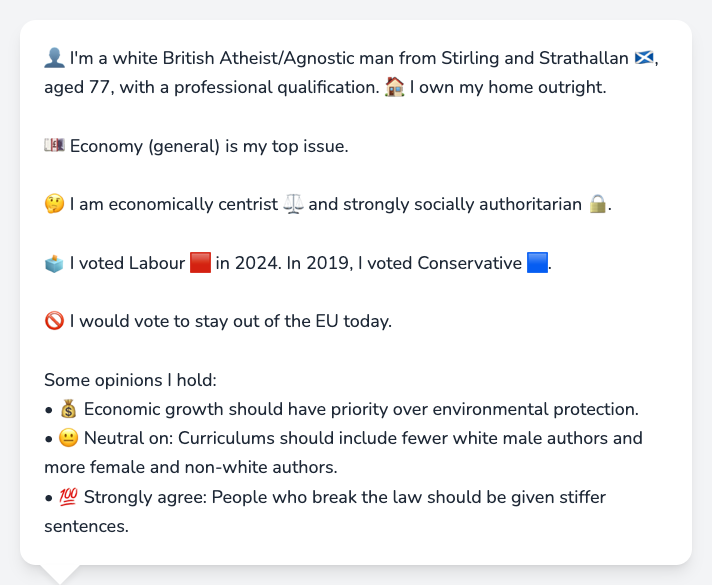 👤 I'm a white British Atheist/Agnostic man from Stirling and Strathallan 🏴󠁧󠁢󠁳󠁣󠁴󠁿,
aged 77, with a professional qualification. 🏠 I own my home outright.
💷 Economy (general) is my top issue.
🤔 I am economically centrist ⚖️ and strongly socially authoritarian 🔒.
🗳️ I voted Labour 🟥 in 2024. In 2019, I voted Conservative 🟦.
🚫 I would vote to stay out of the EU today.
Some opinions I hold:
• 💰 Economic growth should have priority over environmental protection.
• 😐 Neutral on: Curriculums should include fewer white male authors and
more female and non-white authors.
• 💯 Strongly agree: People who break the law should be given stiffer
sentences.